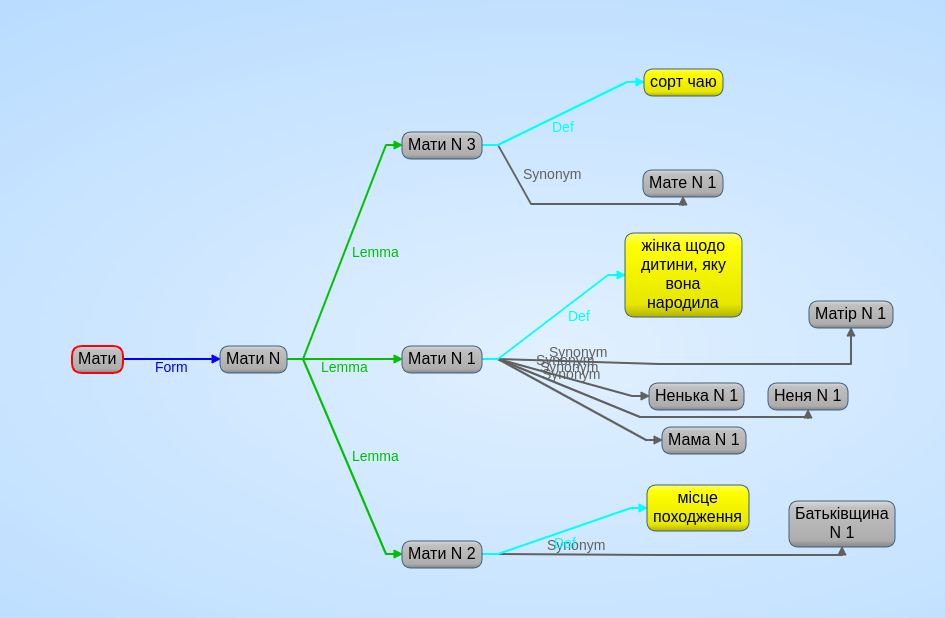 сорт чаю
Def
Мати N 3
Synonym
Мате N 1
Lemma
жінка щодо
дитини, яку
вона
народила
Def
Матір N 1
Мати
Form
Мати N
Lemma
Мати N 1
Synonym
Synonym
Synonym
Synonym
Ненька N 1
Неня N 1
Мама N 1
Lemma
місце
походження
Батьківщина
N 1
Def
Synonym
Мати N 2